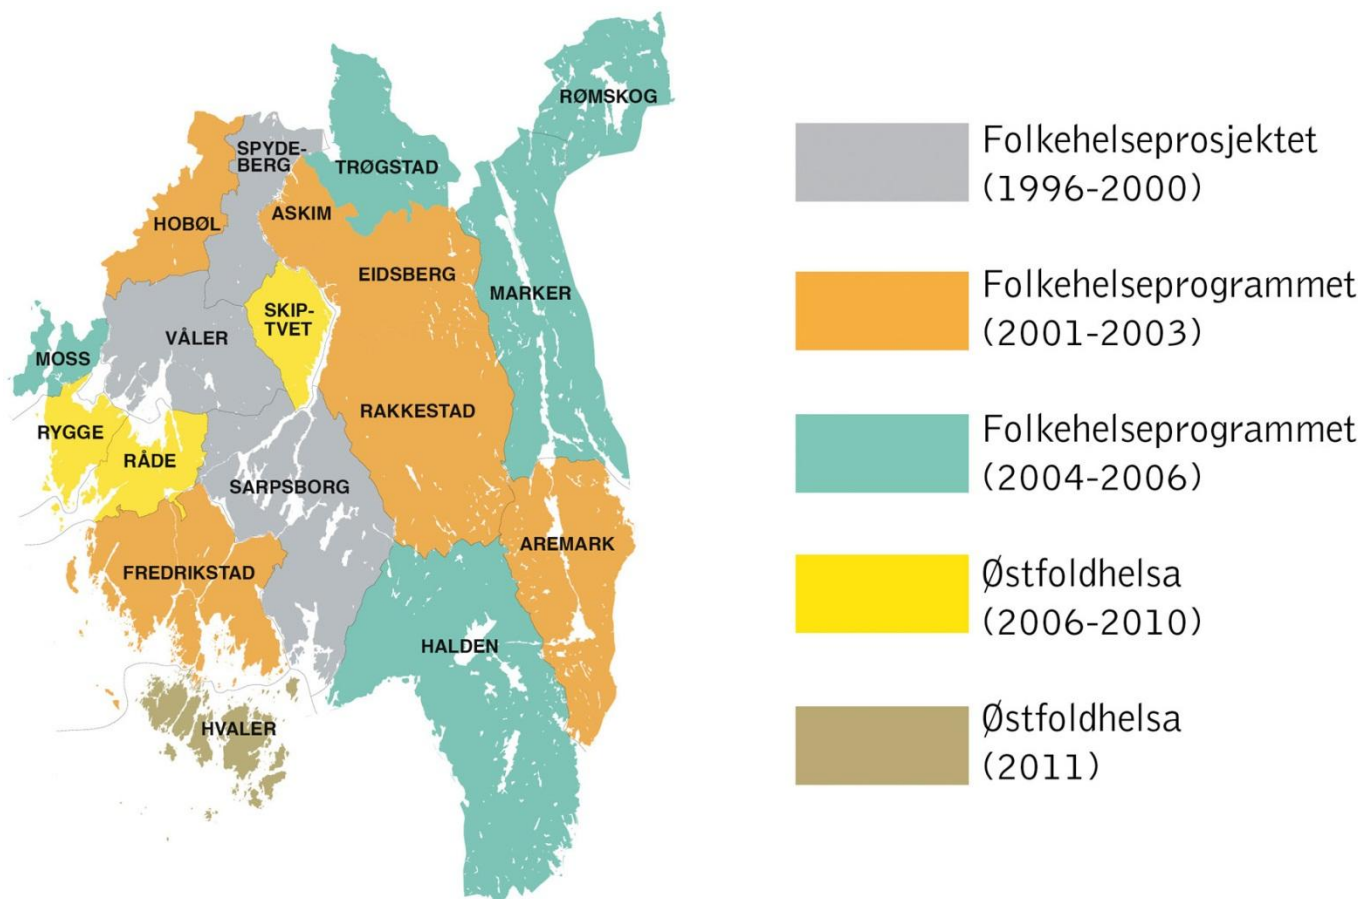 RØMSKOG
SPYDE-
BERG
TRØGSTAD
ASKIM
HOBØL
EIDSBERG
MARKER
SKIP-
TVET
VÅLER
MOSS
RAKKESTAD
RYGGE
RÅDE
SARPSBORG
AREMARK
FREDRIKSTAD
HALDEN
HVALER
Folkehelseprosjektet
(1996-2000)
Folkehelseprogrammet
(2001-2003)
Folkehelseprogrammet
(2004-2006)
Østfoldhelsa
(2006-2010)
Østfoldhelsa
(2011)